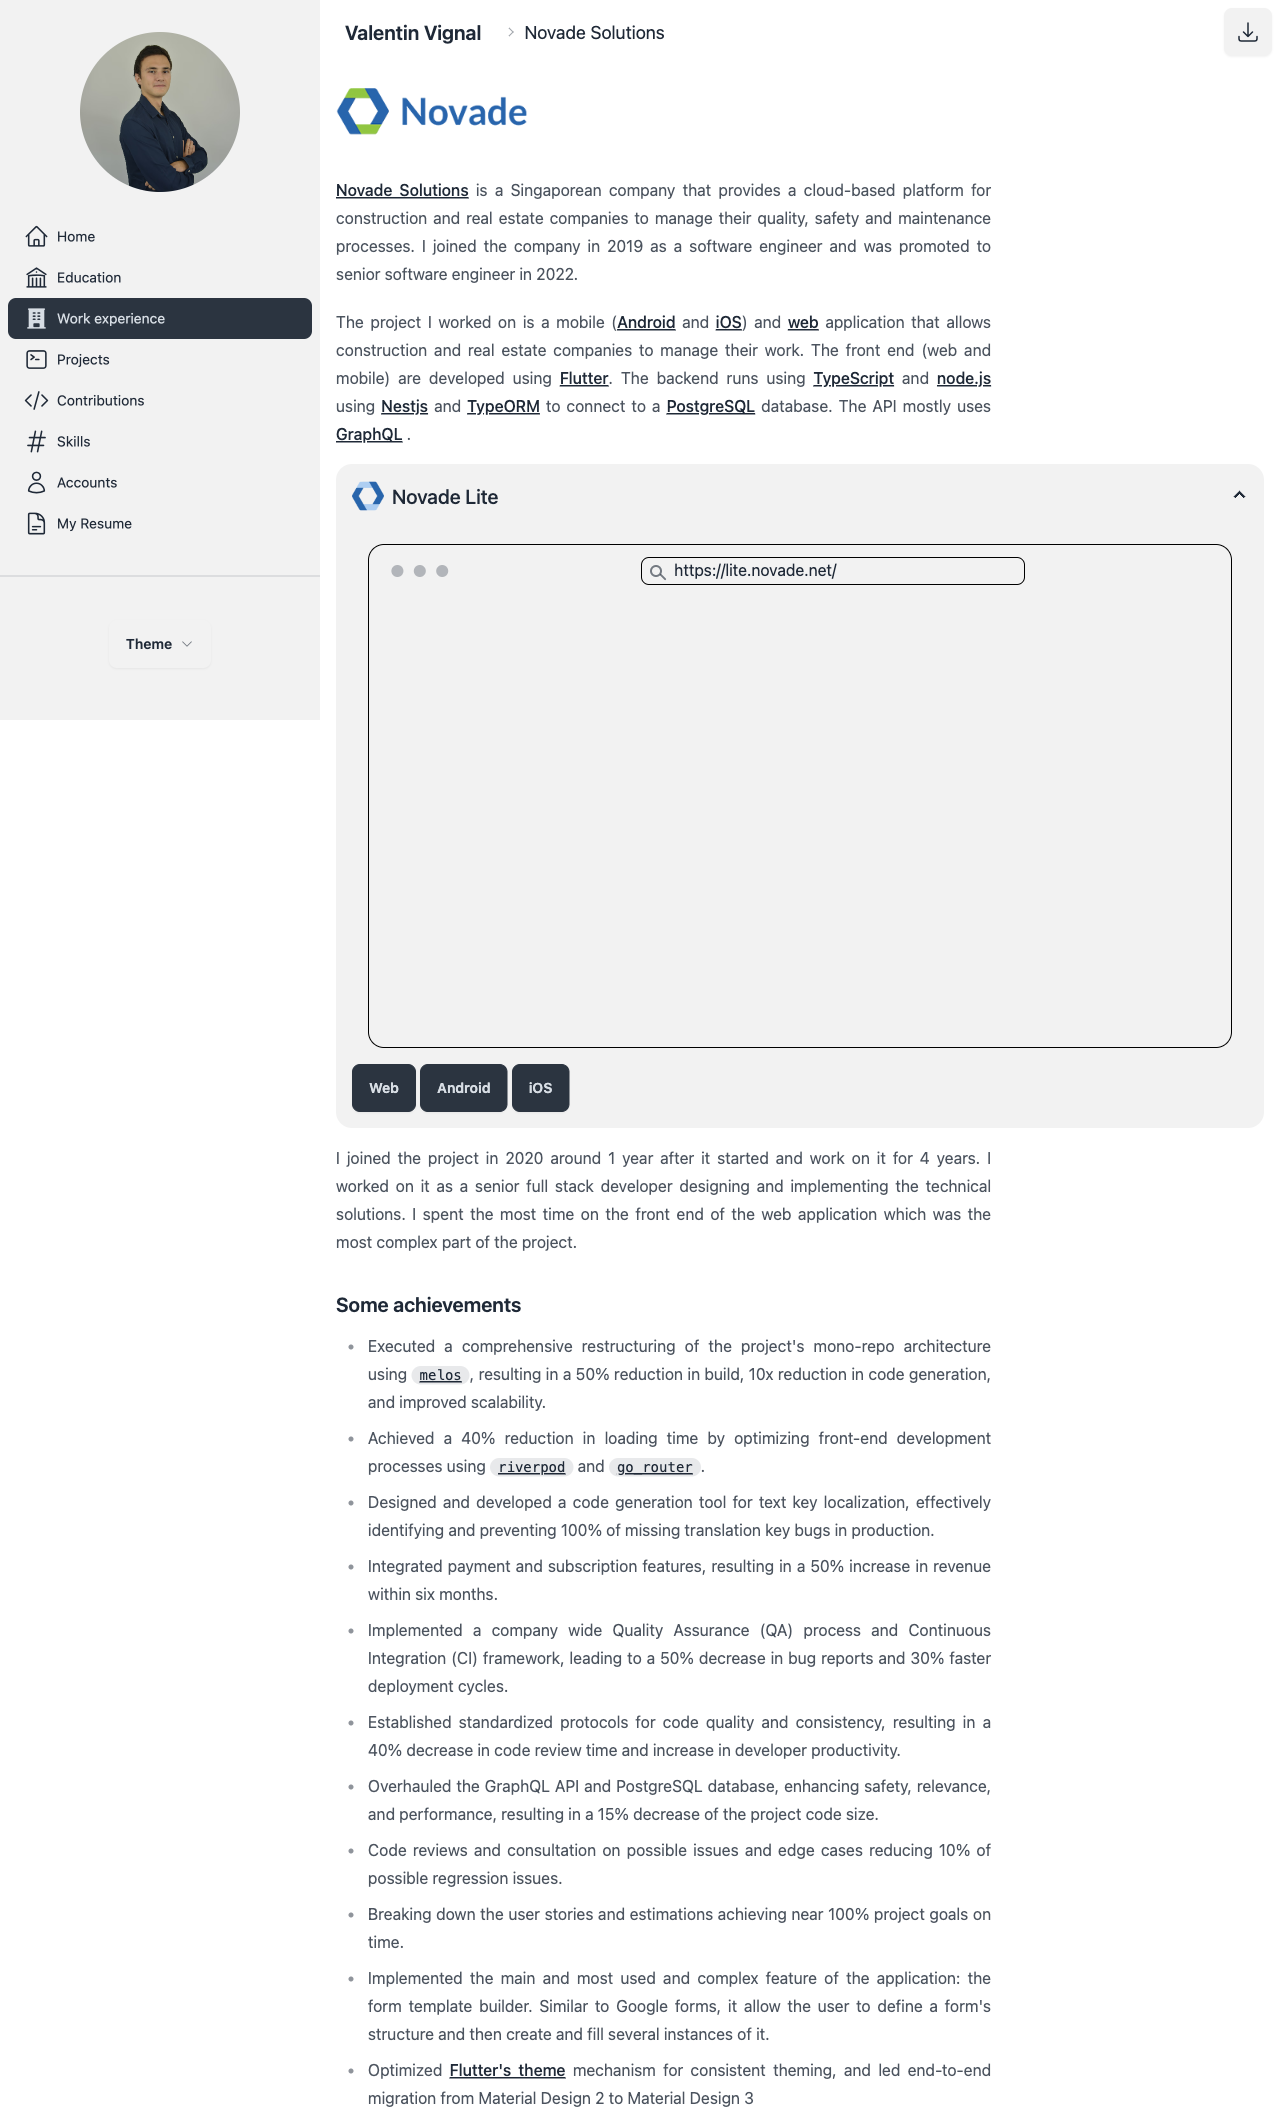 Valentin Vignal
Novade Solutions
Home
Education
Work experience
Projects
Contributions
Skills
Accounts
My Resume
Theme
Novade
Novade Solutions is a Singaporean company that provides a cloud-based platform for
construction and real estate companies to manage their quality, safety and maintenance
processes. I joined the company in 2019 as a software engineer and was promoted to
senior software engineer in 2022.
The project I worked on is a mobile (Android and iOS) and web application that allows
construction and real estate companies to manage their work. The front end (web and
mobile) are developed using Flutter. The backend runs using TypeScript and node.js
using Nestjs and TypeORM to connect to a PostgreSQL database. The API mostly uses
GraphQL .
Novade Lite
https://lite.novade.net/
Web Android iOS
I joined the project in 2020 around 1 year after it started and work on it for 4 years. I
worked on it as a senior full stack developer designing and implementing the technical
solutions. I spent the most time on the front end of the web application which was the
most complex part of the project.
Some achievements
• Executed a comprehensive restructuring of the project's mono-repo architecture
using melos, resulting in a 50% reduction in build, 10x reduction in code generation,
and improved scalability.
• Achieved a 40% reduction in loading time by optimizing front-end development
processes using riverpod and go_router.
• Designed and developed a code generation tool for text key localization, effectively
identifying and preventing 100% of missing translation key bugs in production.
• Integrated payment and subscription features, resulting in a 50% increase in revenue
within six months.
• Implemented a company wide Quality Assurance (QA) process and Continuous
Integration (CI) framework, leading to a 50% decrease in bug reports and 30% faster
deployment cycles.
• Established standardized protocols for code quality and consistency, resulting in a
40% decrease in code review time and increase in developer productivity.
• Overhauled the GraphQL API and PostgreSQL database, enhancing safety, relevance,
and performance, resulting in a 15% decrease of the project code size.
• Code reviews and consultation on possible issues and edge cases reducing 10% of
possible regression issues.
• Breaking down the user stories and estimations achieving near 100% project goals on
time.
• Implemented the main and most used and complex feature of the application: the
form template builder. Similar to Google forms, it allow the user to define a form's
structure and then create and fill several instances of it.
• Optimized Flutter's theme mechanism for consistent theming, and led end-to-end
migration from Material Design 2 to Material Design 3